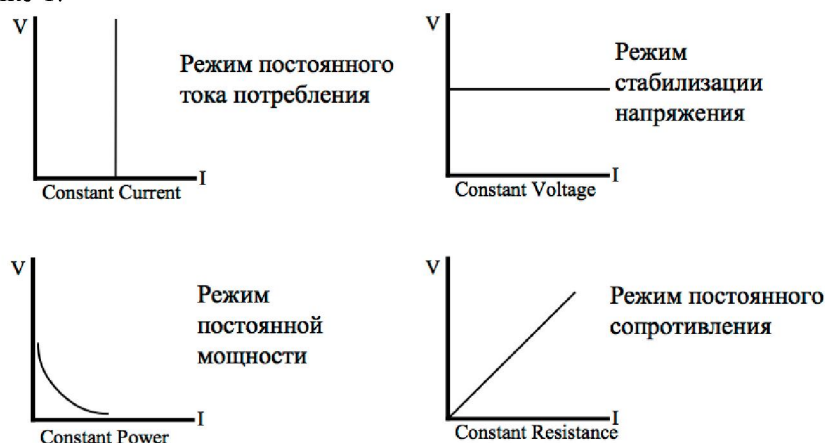 V
Режим постоянного
тока потребления
I
Constant Current
V
Режим
стабилизации
напряжения
I
Constant Voltage
V
Режим
постоянной
мощности
I
Constant Power
V
Режим постоянного
сопротивления
I
Constant Resistance